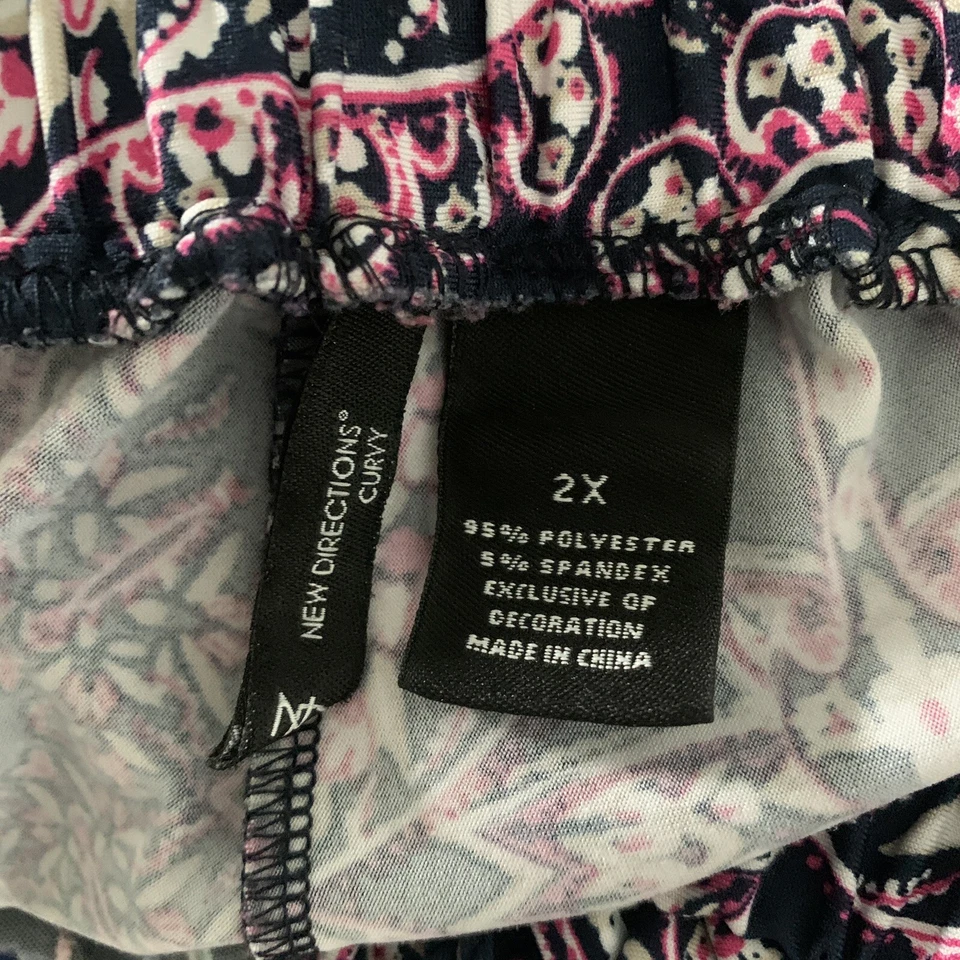 NEW DIRECTIONS®
CURVY
2X
95% POLYESTER
5% SPANDEX
EXCLUSIVE OF
DECORATION
MADE IN CHINA